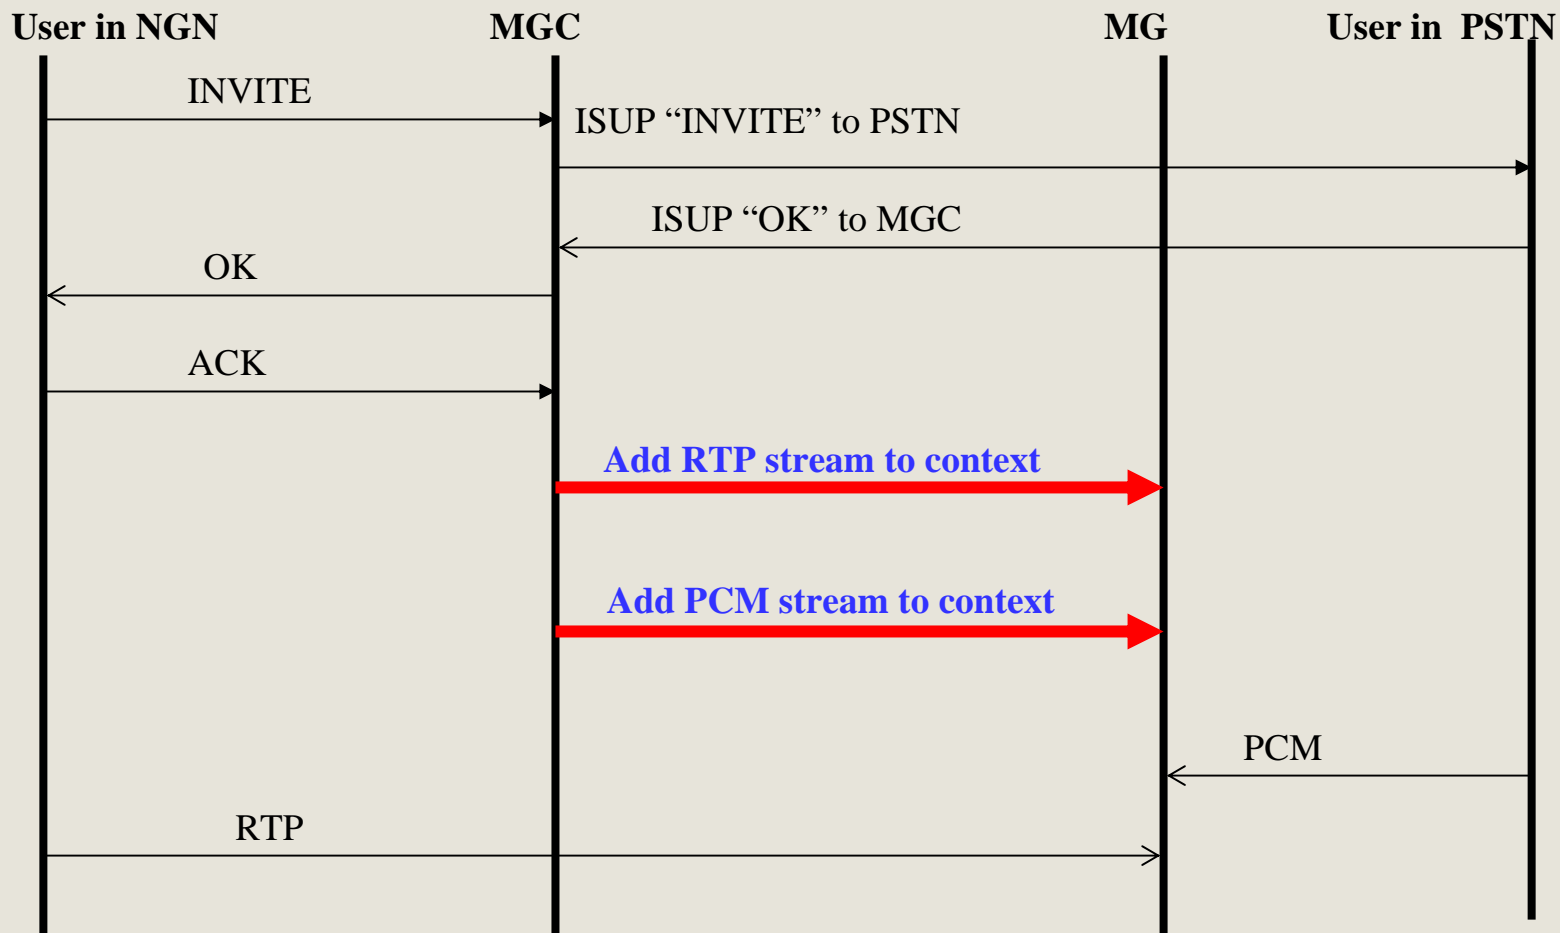 User in NGN
MGC
MG
User in PSTN
INVITE
ISUP “INVITE” to PSTN
ISUP “OK” to MGC
OK
ACK
Add RTP stream to context
Add PCM stream to context
PCM
RTP